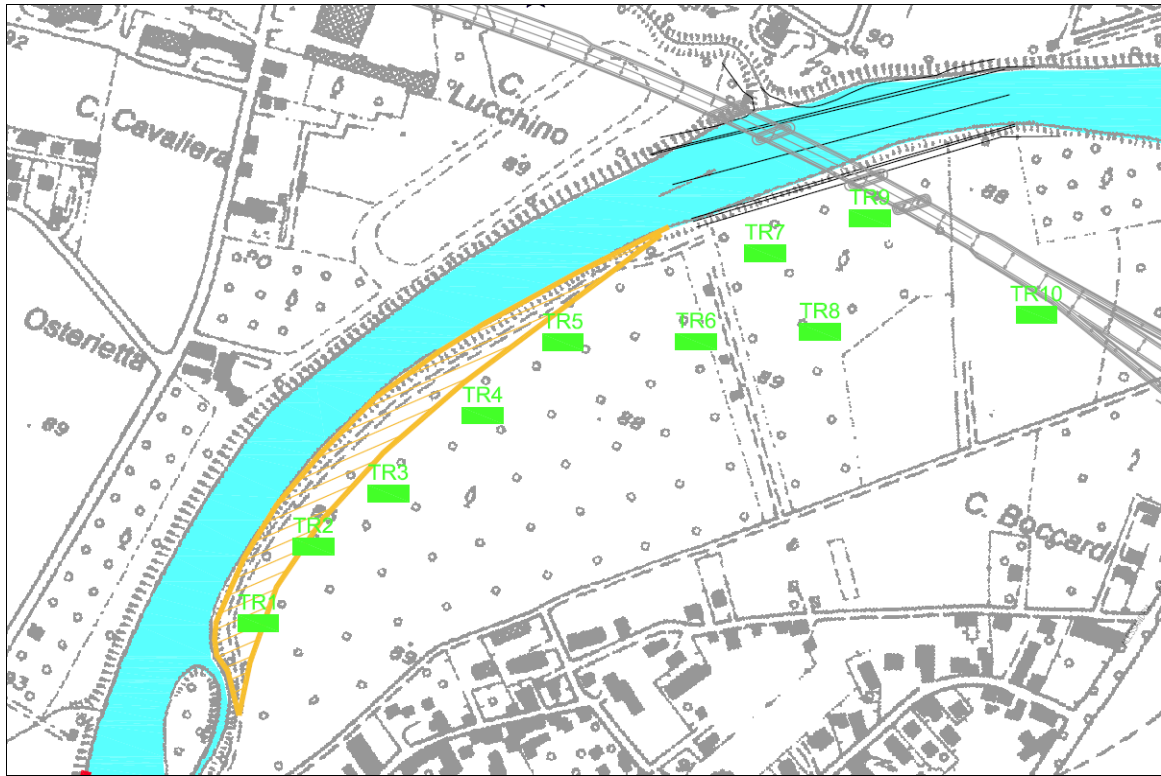 92
C. Cavaliera
C.
Lucchino
90
89
88
TR9
TR7
90
Osterietta
TR10
TR8
TR6
TR5
89
89
TR4
88
TR3
C. Boccardi
TR2
TR1
89
93